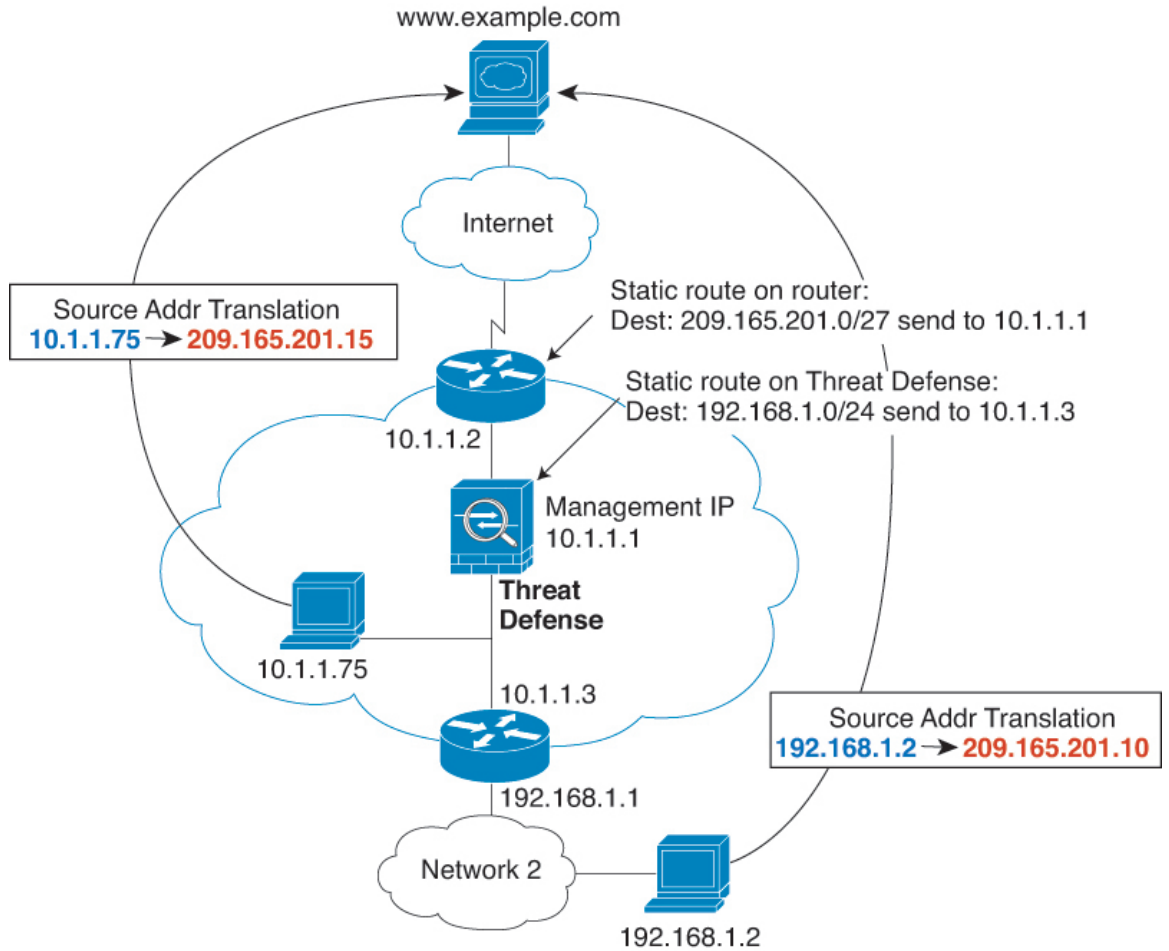 www.example.com
Internet
Source Addr Translation
10.1.1.75 209.165.201.15
Static route on router:
Dest: 209.165.201.0/27 send to 10.1.1.1
Static route on Threat Defense:
Dest: 192.168.1.0/24 send to 10.1.1.3
10.1.1.2
Management IP
10.1.1.1
Threat
Defense
10.1.1.75
10.1.1.3
Source Addr Translation
192.168.1.2 209.165.201.10
192.168.1.1
Network 2
192.168.1.2